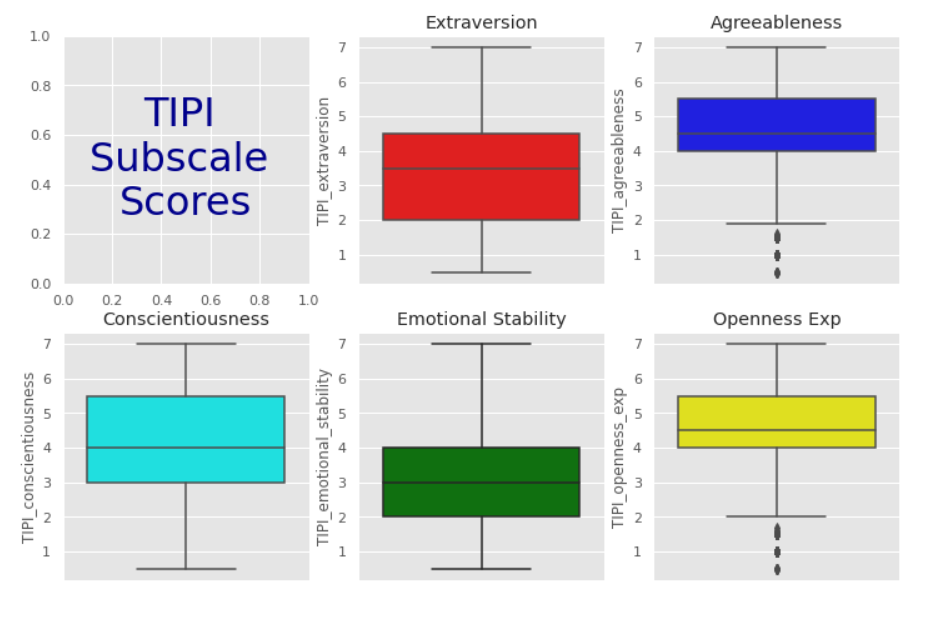 Extraversion
Agreeableness
1.0
0.8
0.6
0.4
0.2
0.0
0.0 0.2 0.4 0.6 0.8 1.0
TIPI
Subscale
Scores
TIPI_extraversion
7
6
5
4
3
2
1
TIPI_agreeableness
7
6
5
4
3
2
1
Conscientiousness
Emotional Stability
Openness Exp
TIPI_conscientiousness
7
6
5
4
3
2
1
TIPI_emotional_stability
7
6
5
4
3
2
1
TIPI_openness_exp
7
6
5
4
3
2
1